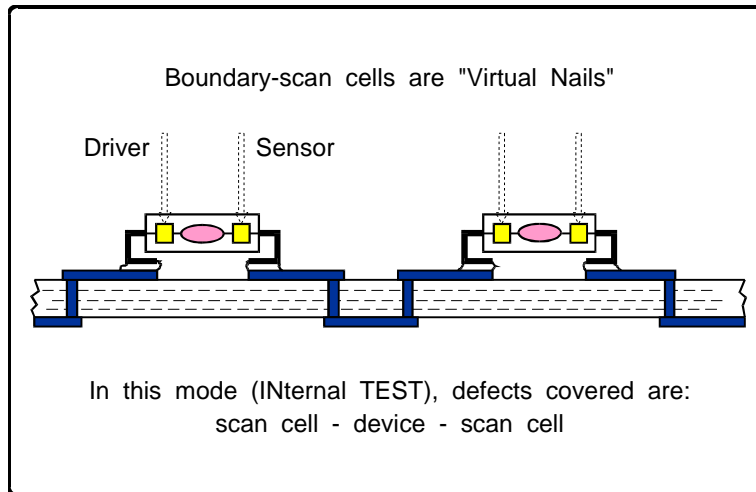 Boundary-scan cells are "Virtual Nails"
Driver Sensor
In this mode (INternal TEST), defects covered are:
scan cell - device - scan cell